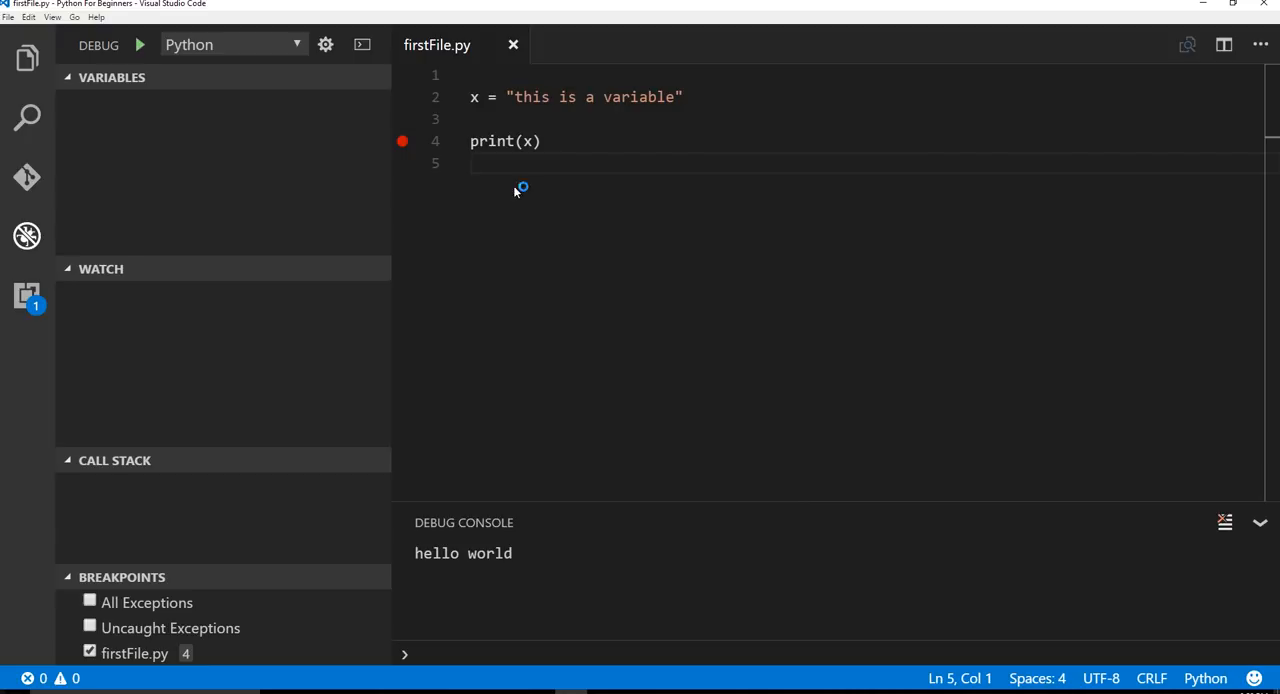 firstFile.py - Python For Beginners - Visual Studio Code
File Edit View Go Help
DEBUG Python
firstFile.py
VARIABLES
1
2 x = "this is a variable"
3
4 print(x)
5
WATCH
1
CALL STACK
DEBUG CONSOLE
hello world
BREAKPOINTS
All Exceptions
Uncaught Exceptions
firstFile.py 4
0 0 Ln 5, Col 1 Spaces: 4 UTF-8 CRLF Python